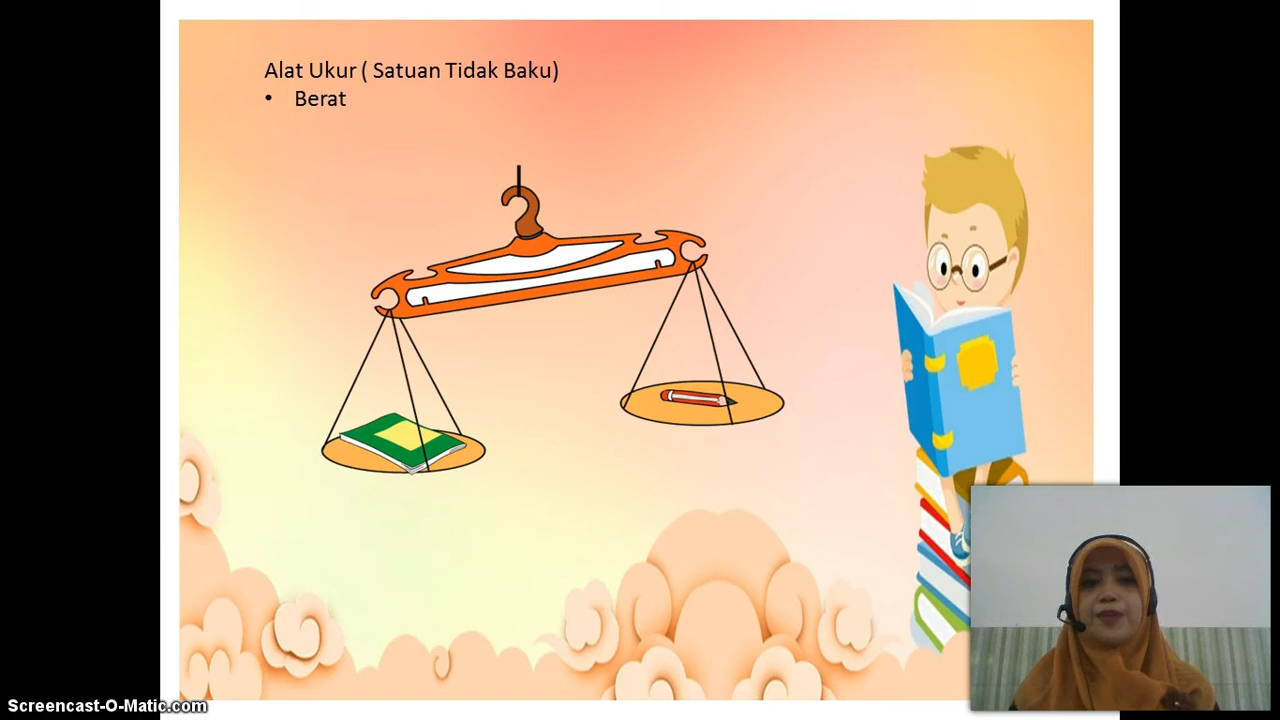 Alat Ukur ( Satuan Tidak Baku)
• Berat
Screencast-O-Matic.com